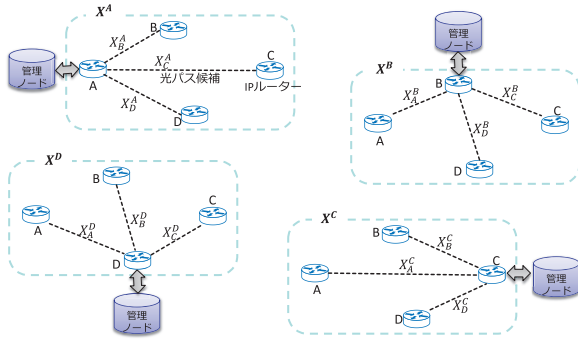 X^A
B
X_B^A
X_C^A
C
管理
ノード
A
光パス候補
IPルーター
X_D^A
D
管理
ノード
X^B
B
X_A^B
X_C^B
X_D^B
A
C
D
X^D
B
C
A
X_A^D
X_B^D
X_C^D
D
管理
ノード
X^C
B
X_B^C
X_A^C
C
A
X_D^C
D
管理
ノード